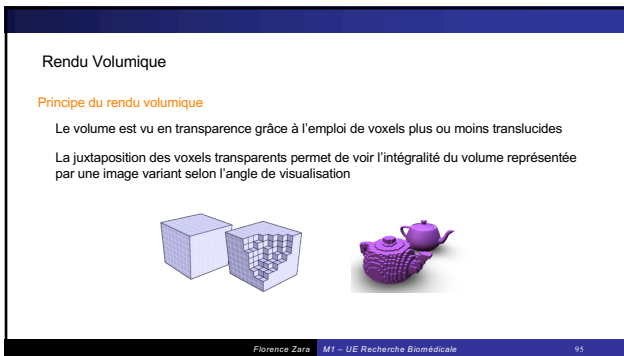 Rendu Volumique
Principe du rendu volumique
Le volume est vu en transparence grâce à l'emploi de voxels plus ou moins translucides
La juxtaposition des voxels transparents permet de voir l'intégralité du volume représentée
par une image variant selon l'angle de visualisation
Florence Zara M1 – UE Recherche Biomédicale 95